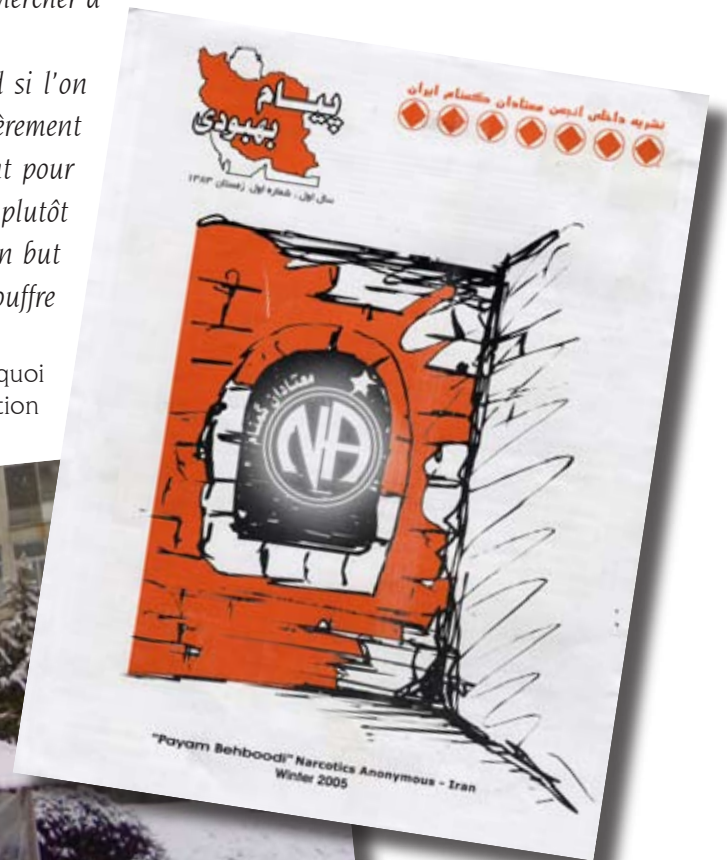 chercher à
si l'on
èrement
pour
plutôt
but
ouffre
quoi
tion
پیام
بهبودی
سال اول، شماره اول زمستان ۱۳۸۳
نشریه داخلی انجمن معتادان گمنام ایران
معتادان گمنام
NA
"Payam Behboodi" Narcotics Anonymous - Iran
Winter 2005